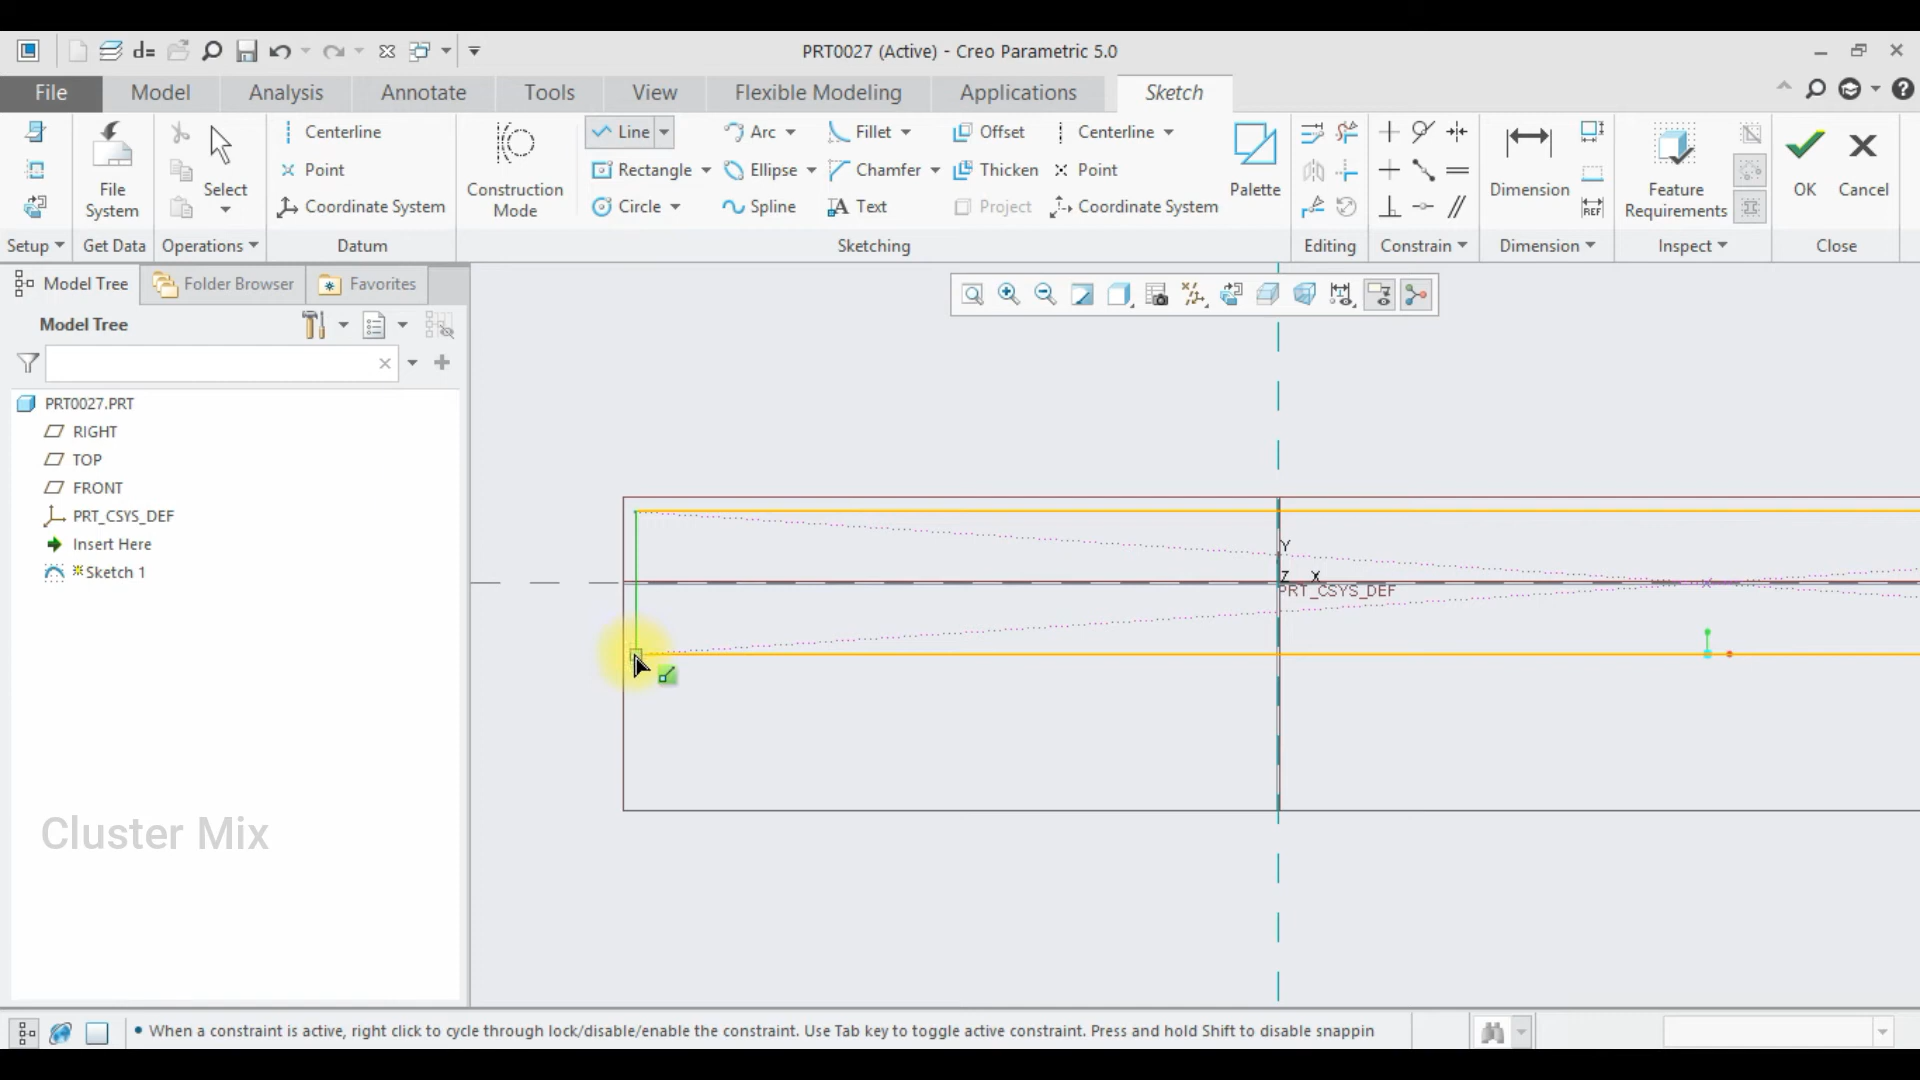 d=
PRT0027 (Active) - Creo Parametric 5.0
File Model Analysis Annotate Tools View Flexible Modeling Applications Sketch
Centerline Line Arc Fillet Offset Centerline
Point Rectangle Ellipse Chamfer Thicken Point
Coordinate System Circle Spline Text Project Coordinate System
File
System
Select
Construction
Mode
Palette
Dimension
REF
Feature
Requirements
OK
Cancel
Setup Get Data Operations Datum Sketching Editing Constrain Dimension Inspect Close
Model Tree Folder Browser Favorites
Model Tree
PRT0027.PRT
RIGHT
TOP
FRONT
PRT_CSYS_DEF
Insert Here
Sketch 1
Y
Z X
PRT_CSYS_DEF
Cluster Mix
• When a constraint is active, right click to cycle through lock/disable/enable the constraint. Use Tab key to toggle active constraint. Press and hold Shift to disable snappin